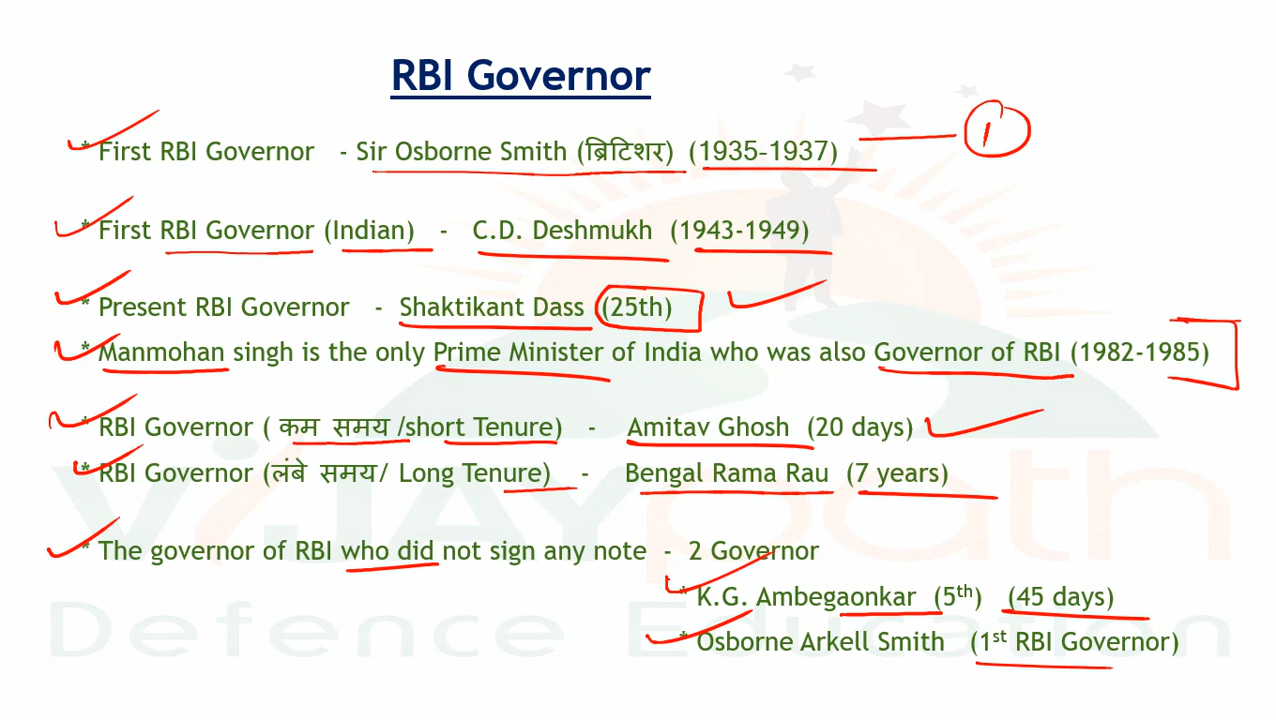 RBI Governor
* First RBI Governor - Sir Osborne Smith (ब्रिटिशर) (1935-1937)
1
* First RBI Governor (Indian) - C.D. Deshmukh (1943-1949)
* Present RBI Governor - Shaktikant Dass (25th)
* Manmohan singh is the only Prime Minister of India who was also Governor of RBI (1982-1985)
* RBI Governor ( कम समय /short Tenure) - Amitav Ghosh (20 days)
* RBI Governor (लंबे समय/ Long Tenure) - Bengal Rama Rau (7 years)
* The governor of RBI who did not sign any note - 2 Governor
* K.G. Ambegaonkar (5th) (45 days)
* Osborne Arkell Smith (1st RBI Governor)
ViJAYpath
Defence Education